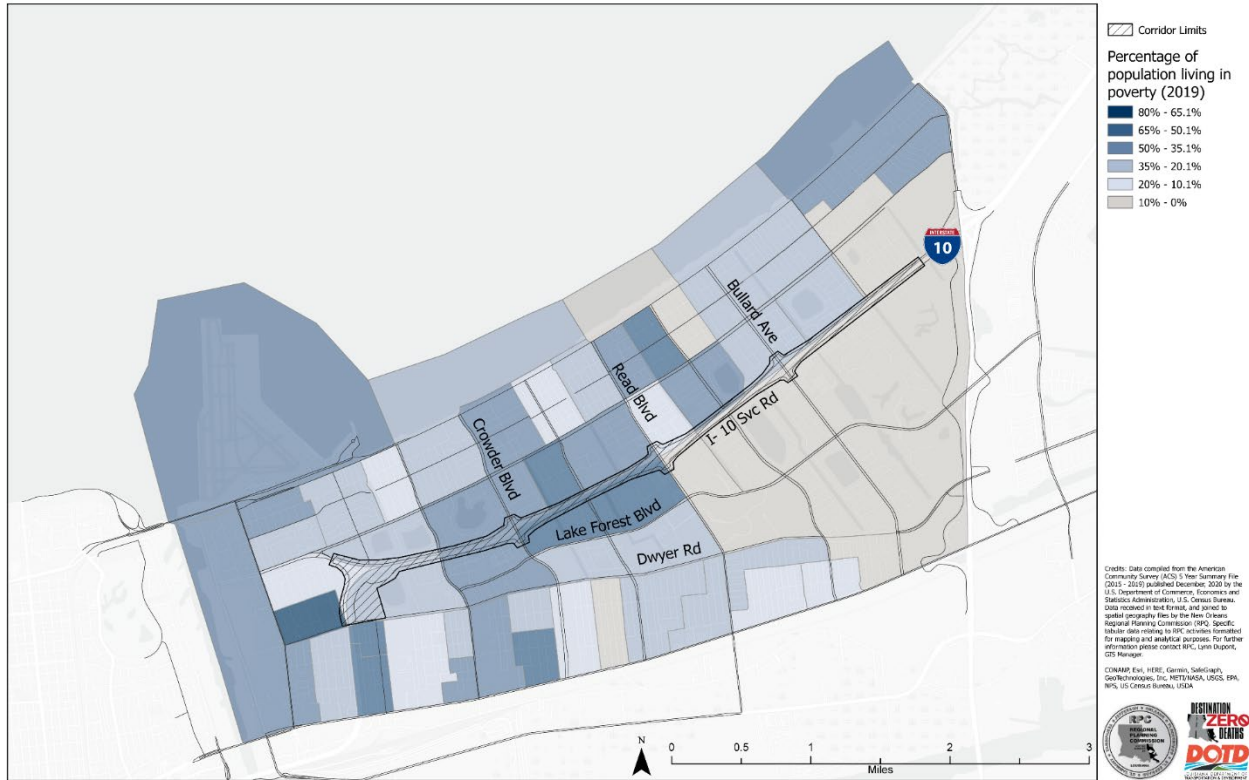 Corridor Limits
Percentage of
population living in
poverty (2019)
80% - 65.1%
65% - 50.1%
50% - 35.1%
35% - 20.1%
20% - 10.1%
10% - 0%
INTERSTATE
10
Bullard Ave
Read Blvd
I- 10 Svc Rd
Crowder Blvd
Lake Forest Blvd
Dwyer Rd
Credits: Data compiled from the American
Community Survey (ACS) 5 Year Summary File
(2015 - 2019) published December, 2020 by the
U.S. Department of Commerce, Economics and
Statistics Administration, U.S. Census Bureau.
Data received in text format, and joined to
spatial geography files by the New Orleans
Regional Planning Commission (RPC). Specific
tabular data relating to RPC activities formatted
for mapping and analytical purposes. For further
information please contact RPC, Lynn Dupont,
GIS Manager.
CONANP, Esri, HERE, Garmin, SafeGraph,
GeoTechnologies, Inc, METI/NASA, USGS, EPA,
NPS, US Census Bureau, USDA
N
0 0.5 1 2 3
Miles
RPC
REGIONAL
PLANNING
COMMISSION
LOUISIANA
DESTINATION
ZERO
DEATHS
DOTD
LOUISIANA DEPARTMENT OF
TRANSPORTATION & DEVELOPMENT